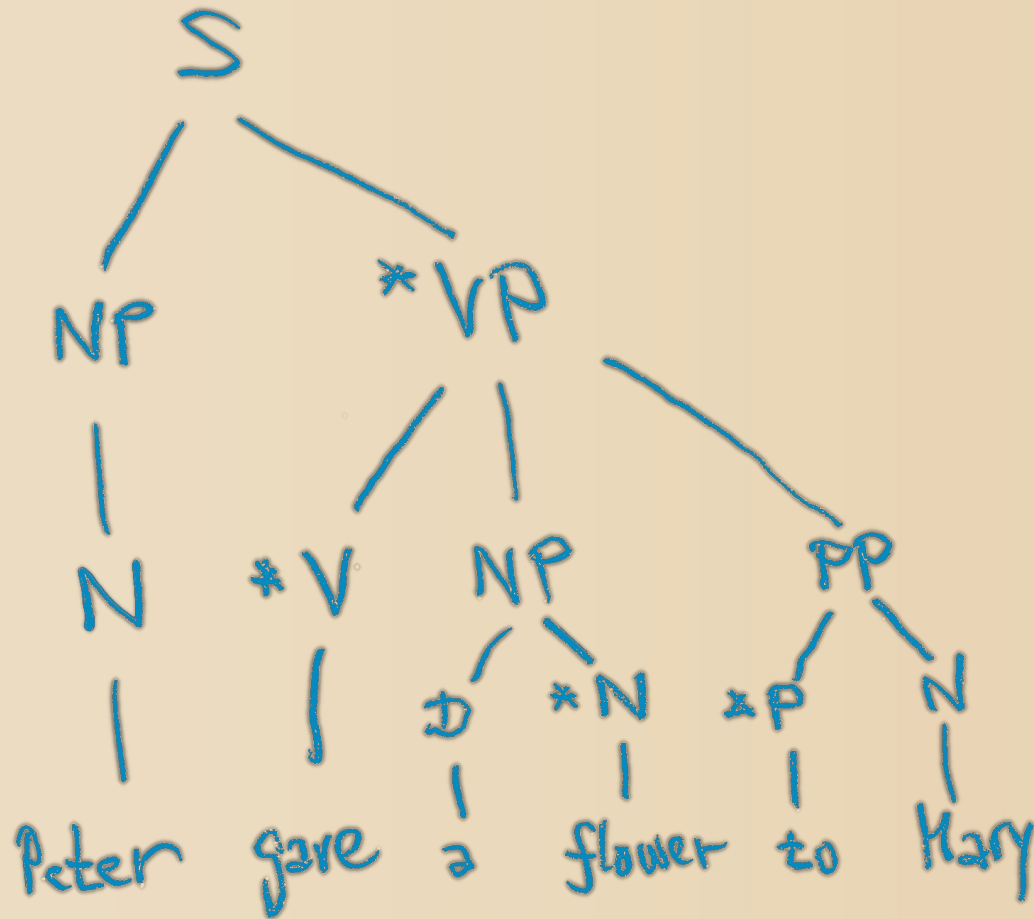 S
NP *VP
N *V NP PP
D *N *P N
Peter gave a flower to Mary